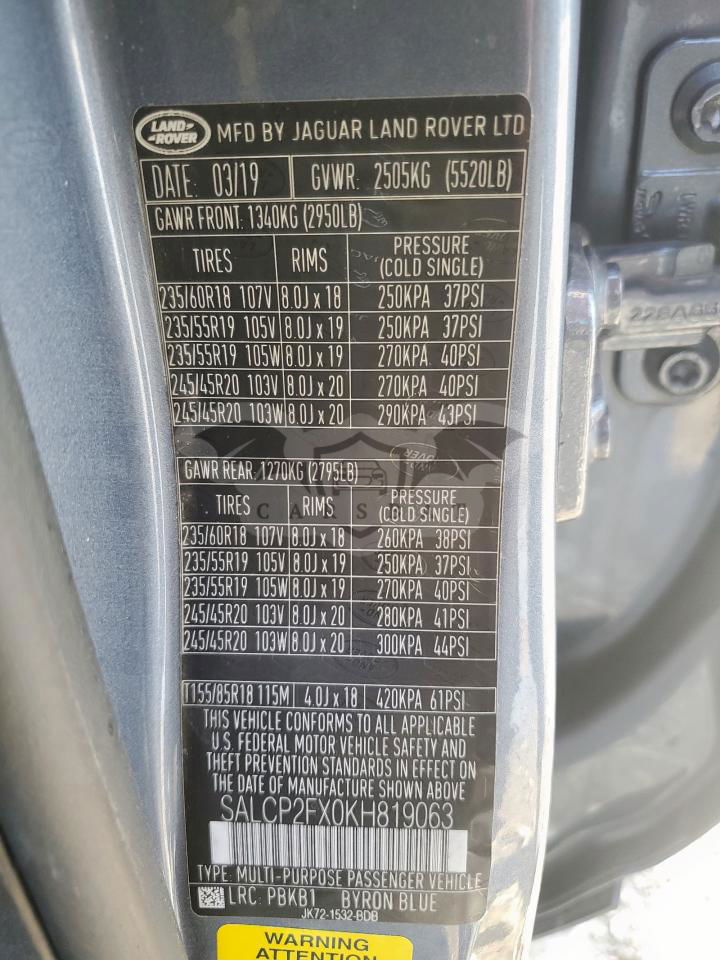 LAND ROVER
MFD BY JAGUAR LAND ROVER LTD
DATE: 03/19 GVWR: 2505KG (5520LB)
GAWR FRONT: 1340KG (2950LB)
TIRES RIMS PRESSURE (COLD SINGLE)
235/60R18 107V 8.0J x 18 250KPA 37PSI
235/55R19 105V 8.0J x 19 250KPA 37PSI
235/55R19 105W 8.0J x 19 270KPA 40PSI
245/45R20 103V 8.0J x 20 270KPA 40PSI
245/45R20 103W 8.0J x 20 290KPA 43PSI
GAWR REAR: 1270KG (2795LB)
TIRES RIMS PRESSURE (COLD SINGLE)
235/60R18 107V 8.0J x 18 260KPA 38PSI
235/55R19 105V 8.0J x 19 250KPA 37PSI
235/55R19 105W 8.0J x 19 270KPA 40PSI
245/45R20 103V 8.0J x 20 280KPA 41PSI
245/45R20 103W 8.0J x 20 300KPA 44PSI
T155/85R18 115M 4.0J x 18 420KPA 61PSI
THIS VEHICLE CONFORMS TO ALL APPLICABLE
U.S. FEDERAL MOTOR VEHICLE SAFETY AND
THEFT PREVENTION STANDARDS IN EFFECT
ON THE DATE OF MANUFACTURE SHOWN ABOVE
SALCP2FX0KH819063
TYPE: MULTI-PURPOSE PASSENGER VEHICLE
LRC: PBKB1 BYRON BLUE
JK72-1532-BDB
WARNING
ATTENTION